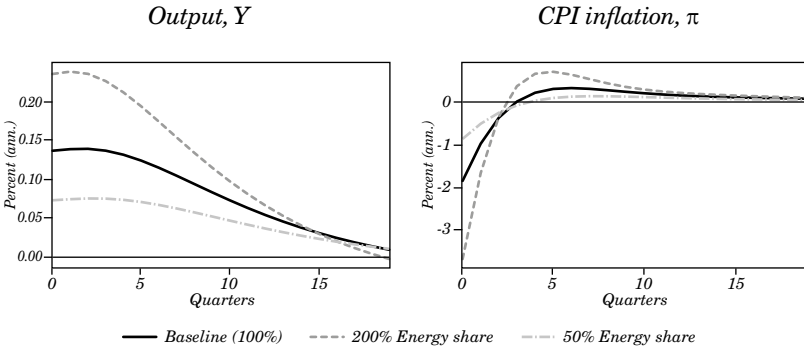 Output, Y
CPI inflation, π
Percent (ann.)
0.20
0.15
0.10
0.05
0.00
0
5
10
15
Quarters
Percent (ann.)
0
-1
-2
-3
0
5
10
15
Quarters
Baseline (100%)
200% Energy share
50% Energy share